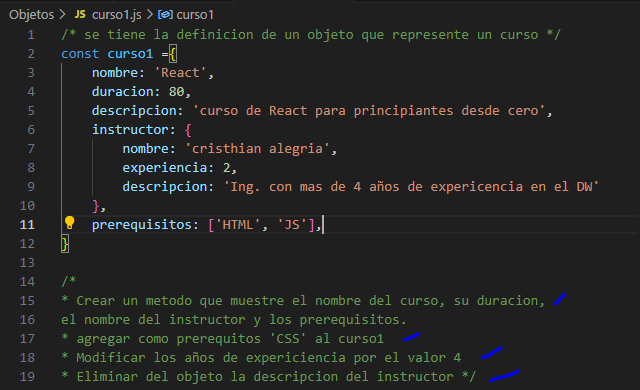 Objetos > JS curso1.js > curso1
1 /* se tiene la definicion de un objeto que represente un curso */
2 const curso1 ={
3 nombre: 'React',
4 duracion: 80,
5 descripcion: 'curso de React para principiantes desde cero',
6 instructor: {
7 nombre: 'cristhian alegria',
8 experiencia: 2,
9 descripcion: 'Ing. con mas de 4 años de expericencia en el DW'
10 },
11 prerequisitos: ['HTML', 'JS'],
12 }
13
14 /*
15 * Crear un metodo que muestre el nombre del curso, su duracion,
16 el nombre del instructor y los prerequisitos.
17 * agregar como prerequitos 'CSS' al curso1
18 * Modificar los años de expericiencia por el valor 4
19 * Eliminar del objeto la descripcion del instructor */